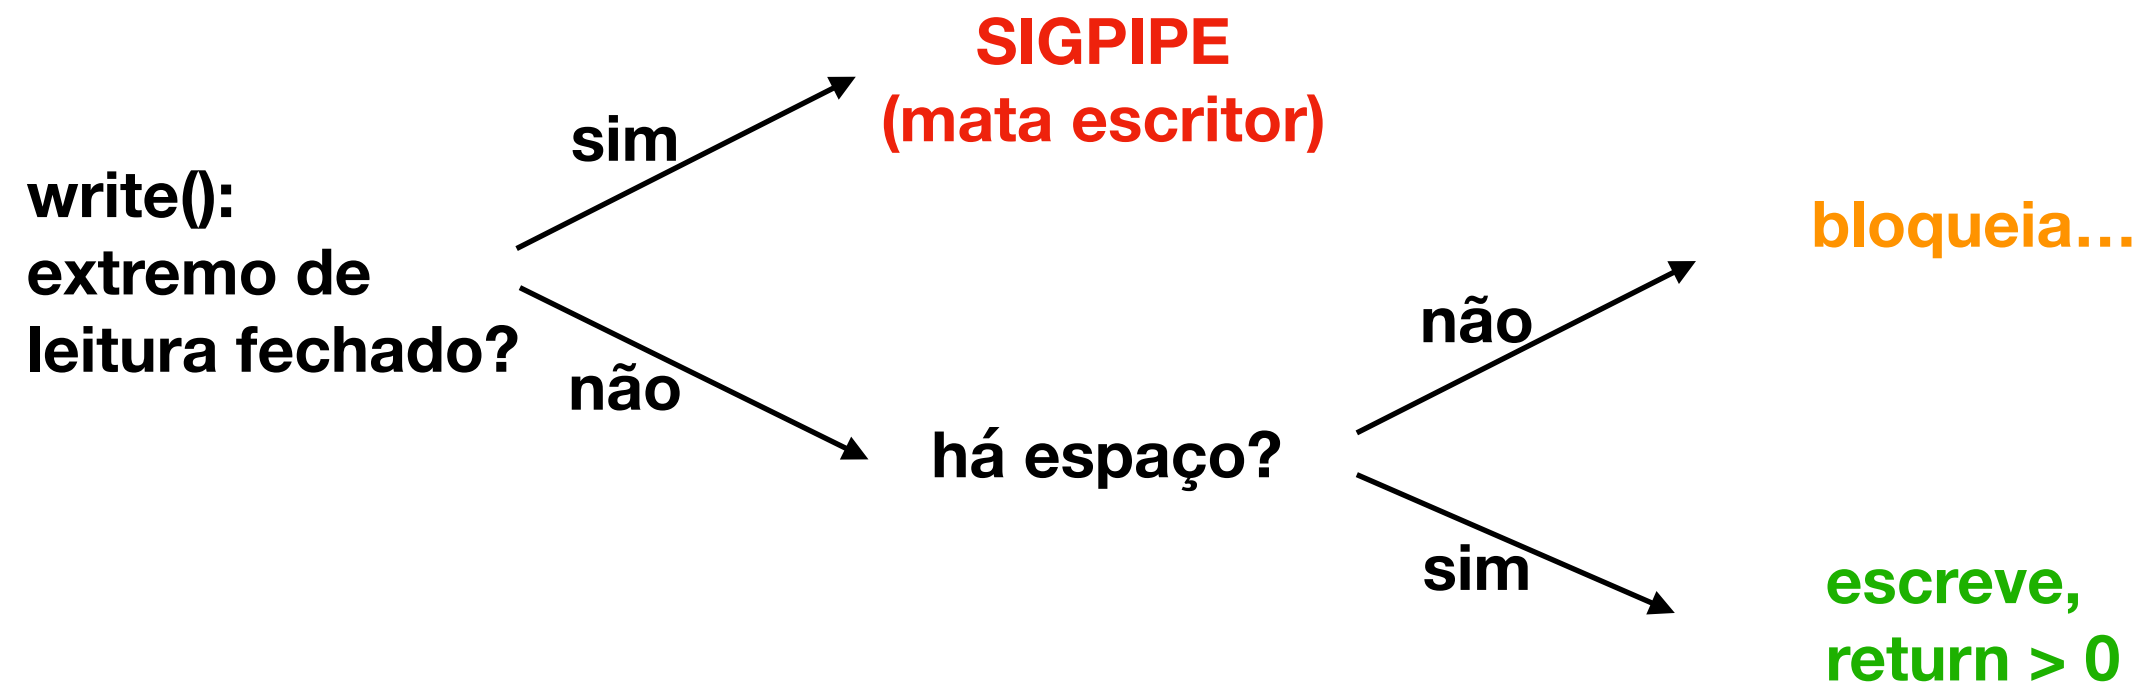 SIGPIPE
(mata escritor)
sim
write():
extremo de
leitura fechado?
não
há espaço?
não
bloqueia…
sim
escreve,
return > 0